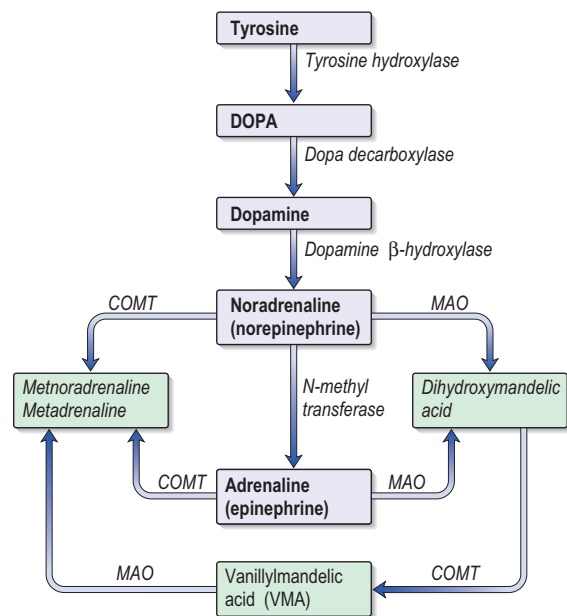 Tyrosine
Tyrosine hydroxylase
DOPA
Dopa decarboxylase
Dopamine
Dopamine β-hydroxylase
COMT
Noradrenaline
(norepinephrine)
MAO
Metnoradrenaline
Metadrenaline
N-methyl
transferase
Dihydroxymandelic
acid
COMT
Adrenaline
(epinephrine)
MAO
MAO
Vanillylmandelic
acid (VMA)
COMT